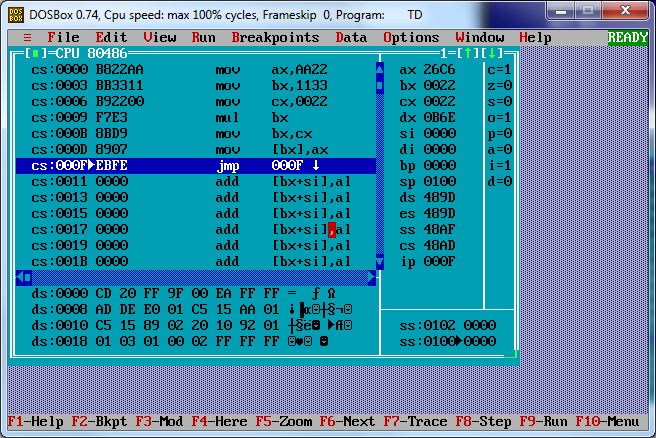 DOSBox 0.74, Cpu speed: max 100% cycles, Frameskip 0, Program: TD
≡ File Edit View Run Breakpoints Data Options Window Help READY
[■]=CPU 80486 1=[↑][↓]
cs:0000 B822AA mov ax,AA22 ax 26C6 c=1
cs:0003 BB3311 mov bx,1133 bx 0022 z=0
cs:0006 B92200 mov cx,0022 cx 0022 s=0
cs:0009 F7E3 mul bx dx 0B6E o=1
cs:000B 8BD9 mov bx,cx si 0000 p=0
cs:000D 8907 mov [bx],ax di 0000 a=0
cs:000F►EBFE jmp 000F ↓ bp 0000 i=1
cs:0011 0000 add [bx+si],al sp 0100 d=0
cs:0013 0000 add [bx+si],al ds 489D
cs:0015 0000 add [bx+si],al es 489D
cs:0017 0000 add [bx+si],al ss 48AF
cs:0019 0000 add [bx+si],al cs 48AD
cs:001B 0000 add [bx+si],al ip 000F
ds:0000 CD 20 FF 9F 00 EA FF FF = ƒ Ω
ds:0008 AD DE E0 01 C5 15 AA 01
ds:0010 C5 15 89 02 20 10 92 01 ss:0102 0000
ds:0018 01 03 01 00 02 FF FF FF ss:0100►0000
F1-Help F2-Bkpt F3-Mod F4-Here F5-Zoom F6-Next F7-Trace F8-Step F9-Run F10-Menu